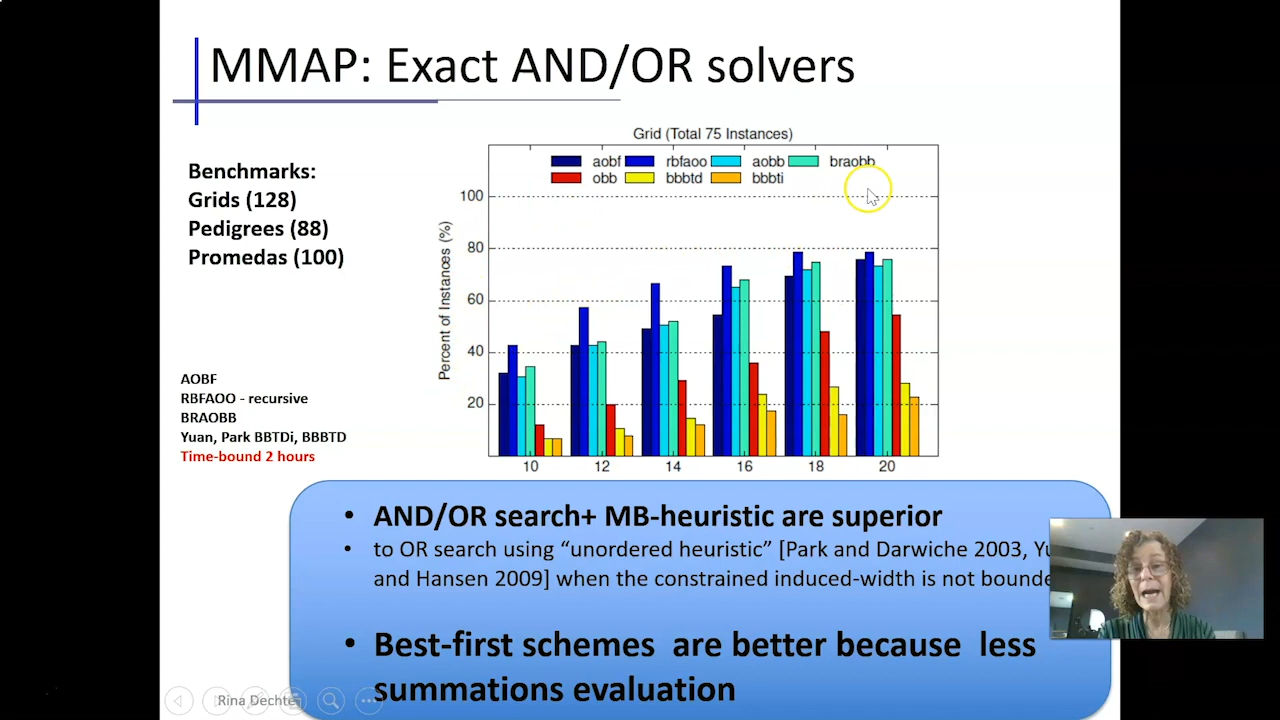 MMAP: Exact AND/OR solvers
Benchmarks:
Grids (128)
Pedigrees (88)
Promedas (100)
AOBF
RBFAOO - recursive
BRAOBB
Yuan, Park BBTDi, BBBTD
Time-bound 2 hours
Grid (Total 75 Instances)
aobf rbfaoo aobb braobb
obb bbbtd bbbti
Percent of Instances (%)
100
80
60
40
20
10 12 14 16 18 20
• AND/OR search+ MB-heuristic are superior
• to OR search using “unordered heuristic” [Park and Darwiche 2003,
and Hansen 2009] when the constrained induced-width is not
• Best-first schemes are better because less
summations evaluation
Rina Dechter